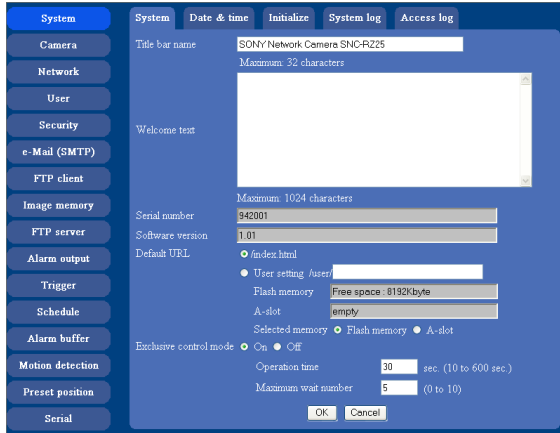 System
Camera
Network
User
Security
e-Mail (SMTP)
FTP client
Image memory
FTP server
Alarm output
Trigger
Schedule
Alarm buffer
Motion detection
Preset position
Serial
System Date & time Initialize System log Access log
Title bar name SONY Network Camera SNC-RZ25
Maximum: 32 characters
Welcome text
Maximum: 1024 characters
Serial number 942001
Software version 1.01
Default URL /index.html
User setting /user/
Flash memory Free space : 8192Kbyte
A-slot empty
Selected memory Flash memory A-slot
Exclusive control mode On Off
Operation time 30 sec. (10 to 600 sec.)
Maximum wait number 5 (0 to 10)
OK Cancel